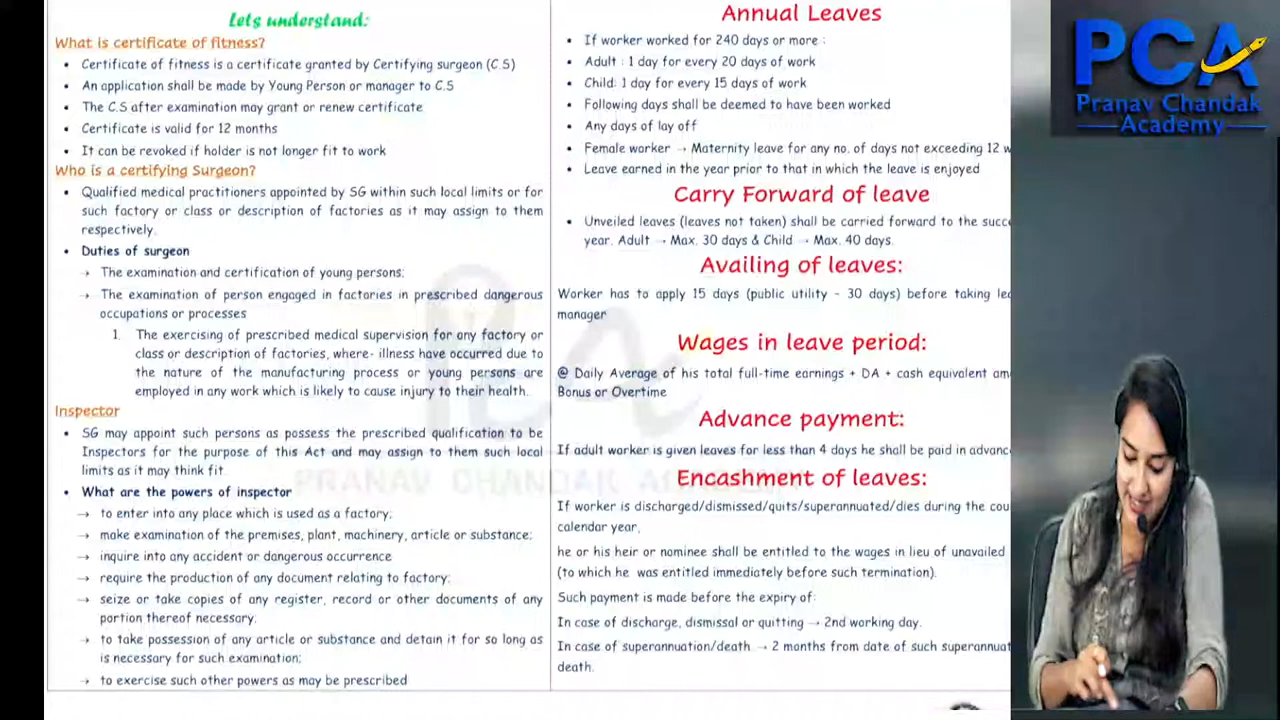 Lets understand:
What is certificate of fitness?
• Certificate of fitness is a certificate granted by Certifying surgeon (C.S)
• An application shall be made by Young Person or manager to C.S
• The C.S after examination may grant or renew certificate
• Certificate is valid for 12 months
• It can be revoked if holder is not longer fit to work
Who is a certifying Surgeon?
• Qualified medical practitioners appointed by SG within such local limits or for
such factory or class or description of factories as it may assign to them
respectively.
• Duties of surgeon
→ The examination and certification of young persons;
→ The examination of person engaged in factories in prescribed dangerous
occupations or processes
1. The exercising of prescribed medical supervision for any factory or
class or description of factories, where- illness have occurred due to
the nature of the manufacturing process or young persons are
employed in any work which is likely to cause injury to their health.
Inspector
• SG may appoint such persons as possess the prescribed qualification to be
Inspectors for the purpose of this Act and may assign to them such local
limits as it may think fit.
• What are the powers of inspector
→ to enter into any place which is used as a factory;
→ make examination of the premises, plant, machinery, article or substance;
→ inquire into any accident or dangerous occurrence
→ require the production of any document relating to factory;
→ seize or take copies of any register, record or other documents of any
portion thereof necessary;
→ to take possession of any article or substance and detain it for so long as
is necessary for such examination;
→ to exercise such other powers as may be prescribed
Annual Leaves
• If worker worked for 240 days or more :
• Adult : 1 day for every 20 days of work
• Child: 1 day for every 15 days of work
• Following days shall be deemed to have been worked
• Any days of lay off
• Female worker → Maternity leave for any no. of days not exceeding 12 w
• Leave earned in the year prior to that in which the leave is enjoyed
Carry Forward of leave
• Unveiled leaves (leaves not taken) shall be carried forward to the succe
year. Adult → Max. 30 days & Child → Max. 40 days.
Availing of leaves:
Worker has to apply 15 days (public utility - 30 days) before taking lea
manager
Wages in leave period:
@ Daily Average of his total full-time earnings + DA + cash equivalent am
Bonus or Overtime
Advance payment:
If adult worker is given leaves for less than 4 days he shall be paid in advanc
Encashment of leaves:
If worker is discharged/dismissed/quits/superannuated/dies during the cou
calendar year,
he or his heir or nominee shall be entitled to the wages in lieu of unavailed
(to which he was entitled immediately before such termination).
Such payment is made before the expiry of:
In case of discharge, dismissal or quitting → 2nd working day.
In case of superannuation/death → 2 months from date of such superannuat
death.
PRANAV CHANDAK ACADEMY
PCA
Pranav Chandak
Academy